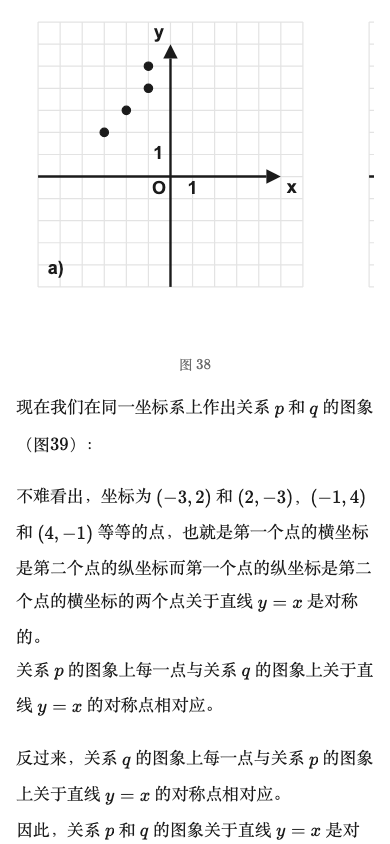 y
1
O 1 x
a)
图 38
现在我们在同一坐标系上作出关系 p 和 q 的图象
（图39）：
不难看出，坐标为 (−3, 2) 和 (2, −3)，(−1, 4)
和 (4, −1) 等等的点，也就是第一个点的横坐标
是第二个点的纵坐标而第一个点的纵坐标是第二
个点的横坐标的两个点关于直线 y = x 是对称
的。
关系 p 的图象上每一点与关系 q 的图象上关于直
线 y = x 的对称点相对应。
反过来，关系 q 的图象上每一点与关系 p 的图象
上关于直线 y = x 的对称点相对应。
因此，关系 p 和 q 的图象关于直线 y = x 是对